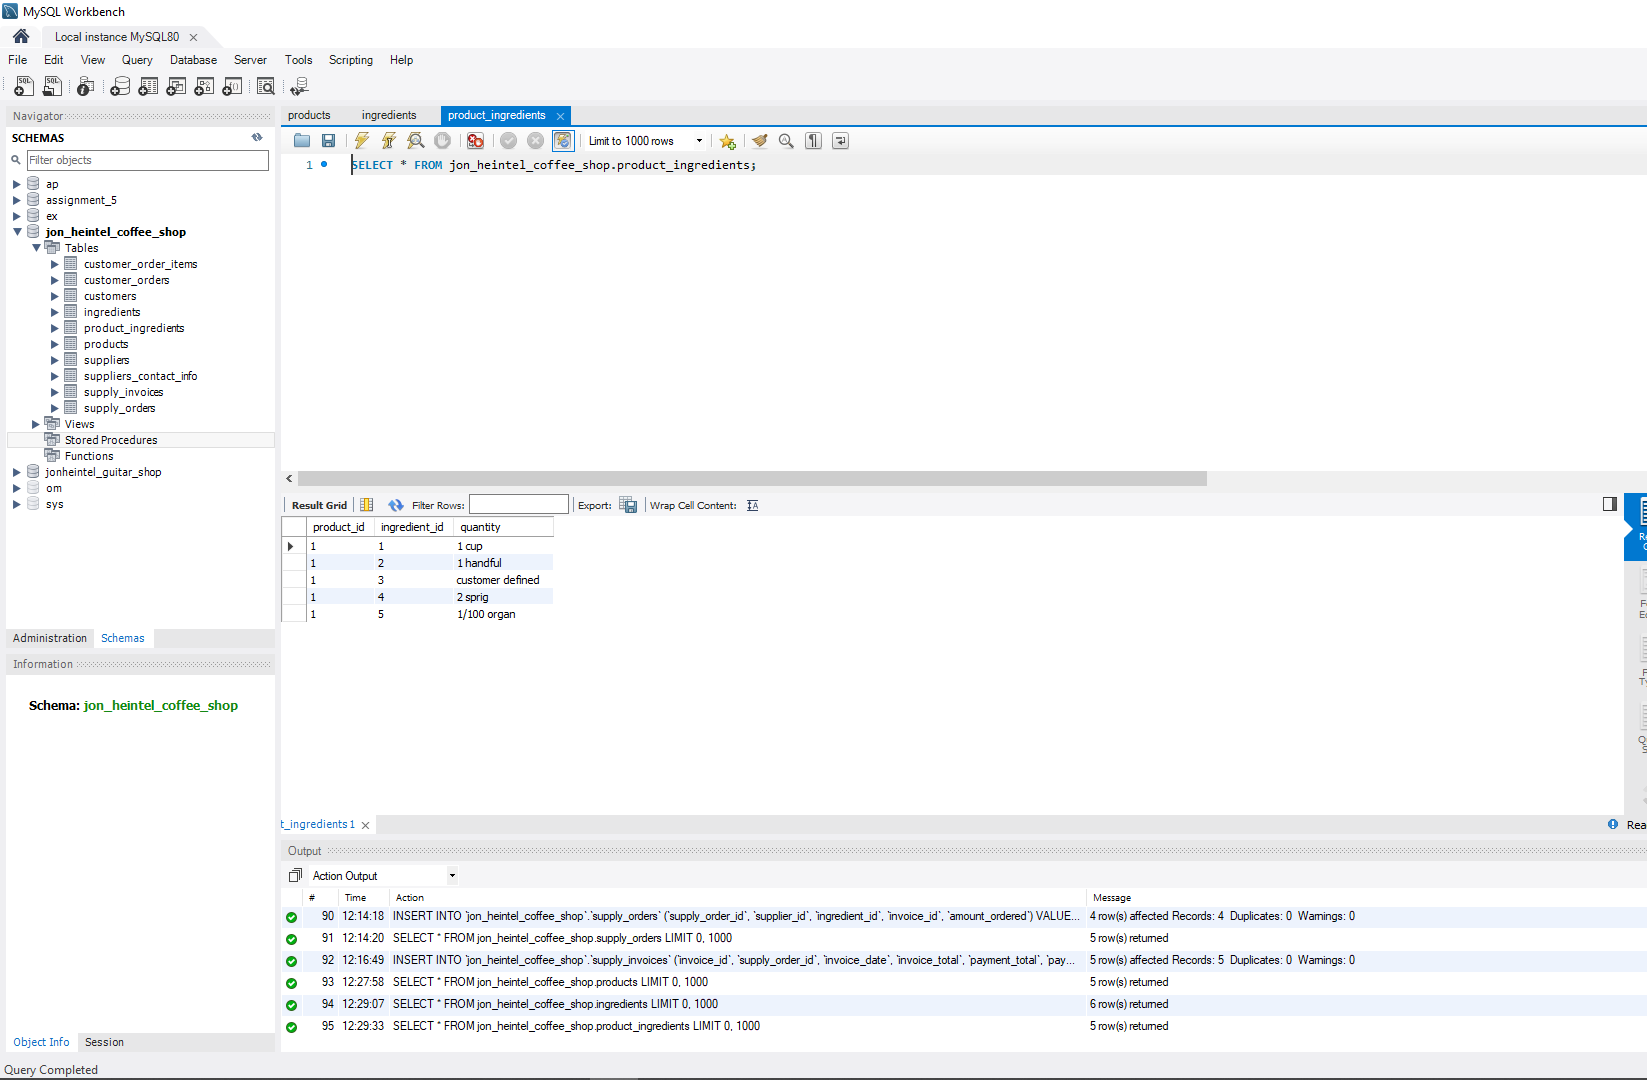 MySQL Workbench
Local instance MySQL80
File Edit View Query Database Server Tools Scripting Help
Navigator
SCHEMAS
Filter objects
ap
assignment_5
ex
jon_heintel_coffee_shop
Tables
customer_order_items
customer_orders
customers
ingredients
product_ingredients
products
suppliers
suppliers_contact_info
supply_invoices
supply_orders
Views
Stored Procedures
Functions
jonheintel_guitar_shop
om
sys
Administration Schemas
Information
Schema: jon_heintel_coffee_shop
Object Info Session
Query Completed
products ingredients product_ingredients
Limit to 1000 rows
1 SELECT * FROM jon_heintel_coffee_shop.product_ingredients;
Result Grid Filter Rows: Export: Wrap Cell Content:
product_id ingredient_id quantity
1 1 1 cup
1 2 1 handful
1 3 customer defined
1 4 2 sprig
1 5 1/100 organ
t_ingredients 1
Rea
Output
Action Output
# Time Action Message
90 12:14:18 INSERT INTO `jon_heintel_coffee_shop`.`supply_orders` (`supply_order_id`, `supplier_id`, `ingredient_id`, `invoice_id`, `amount_ordered`) VALUE... 4 row(s) affected Records: 4 Duplicates: 0 Warnings: 0
91 12:14:20 SELECT * FROM jon_heintel_coffee_shop.supply_orders LIMIT 0, 1000 5 row(s) returned
92 12:16:49 INSERT INTO `jon_heintel_coffee_shop`.`supply_invoices` (`invoice_id`, `supply_order_id`, `invoice_date`, `invoice_total`, `payment_total`, `pay... 5 row(s) affected Records: 5 Duplicates: 0 Warnings: 0
93 12:27:58 SELECT * FROM jon_heintel_coffee_shop.products LIMIT 0, 1000 5 row(s) returned
94 12:29:07 SELECT * FROM jon_heintel_coffee_shop.ingredients LIMIT 0, 1000 6 row(s) returned
95 12:29:33 SELECT * FROM jon_heintel_coffee_shop.product_ingredients LIMIT 0, 1000 5 row(s) returned